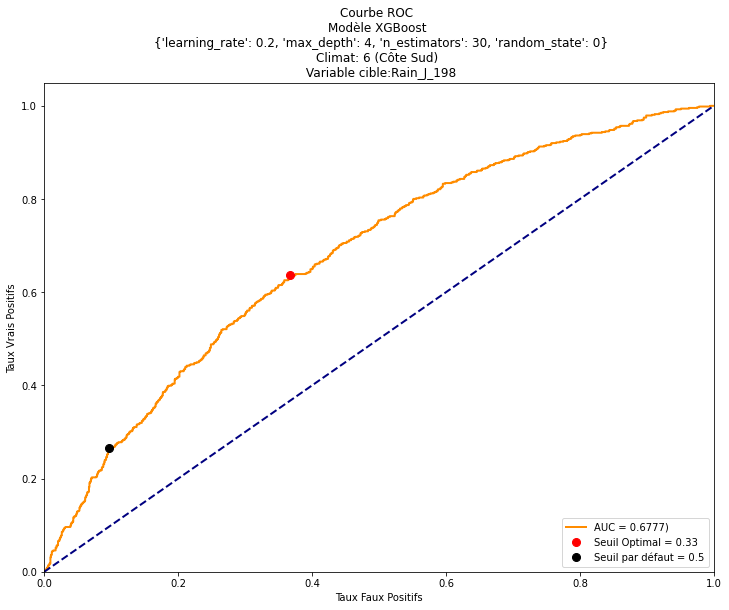 Courbe ROC
Modèle XGBoost
{'learning_rate': 0.2, 'max_depth': 4, 'n_estimators': 30, 'random_state': 0}
Climat: 6 (Côte Sud)
Variable cible:Rain_J_198
1.0
0.8
0.6
0.4
0.2
0.0
Taux Vrais Positifs
AUC = 0.6777)
Seuil Optimal = 0.33
Seuil par défaut = 0.5
0.0 0.2 0.4 0.6 0.8 1.0
Taux Faux Positifs